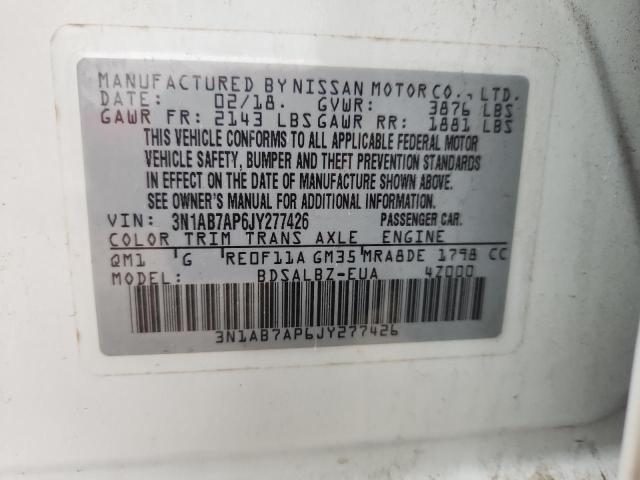 MANUFACTURED BY NISSAN MOTOR CO., LTD.
DATE: 02/18. GVWR: 3876 LBS
GAWR FR: 2143 LBS GAWR RR: 1881 LBS
THIS VEHICLE CONFORMS TO ALL APPLICABLE FEDERAL MOTOR
VEHICLE SAFETY, BUMPER AND THEFT PREVENTION STANDARDS
IN EFFECT ON THE DATE OF MANUFACTURE SHOWN ABOVE.
SEE OWNER'S MANUAL FOR ADDITIONAL INFORMATION.
VIN: 3N1AB7AP6JY277426 PASSENGER CAR.
COLOR TRIM TRANS AXLE ENGINE
QM1 G RE0F11A GM35 MRA8DE 1798 CC
MODEL: BDSALBZ-EUA 4Z000
3N1AB7AP6JY277426